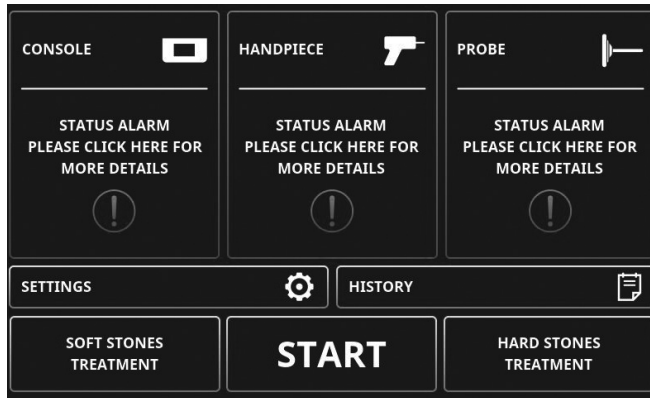 CONSOLE
HANDPIECE
PROBE
STATUS ALARM
PLEASE CLICK HERE FOR
MORE DETAILS
STATUS ALARM
PLEASE CLICK HERE FOR
MORE DETAILS
STATUS ALARM
PLEASE CLICK HERE FOR
MORE DETAILS
SETTINGS
HISTORY
SOFT STONES
TREATMENT
START
HARD STONES
TREATMENT